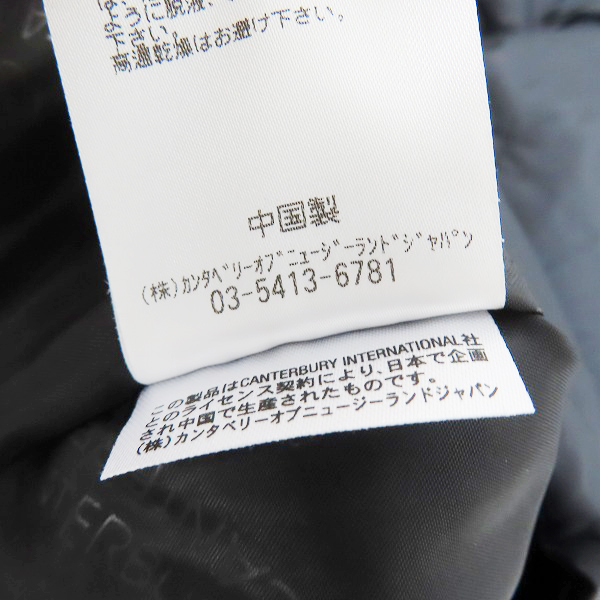 ように脱液、
下さい。
高温乾燥はお避け下さい。
中国製
(株)ｶﾝﾀﾍﾞﾘｰｵﾌﾞﾆｭｰｼﾞｰﾗﾝﾄﾞｼﾞｬﾊﾟﾝ
03-5413-6781
この製品はCANTERBURY INTERNATIONAL社
とのライセンス契約により、日本で企画
され中国で生産されたものです。
(株)カンタベリーオブニュージーランドジャパン